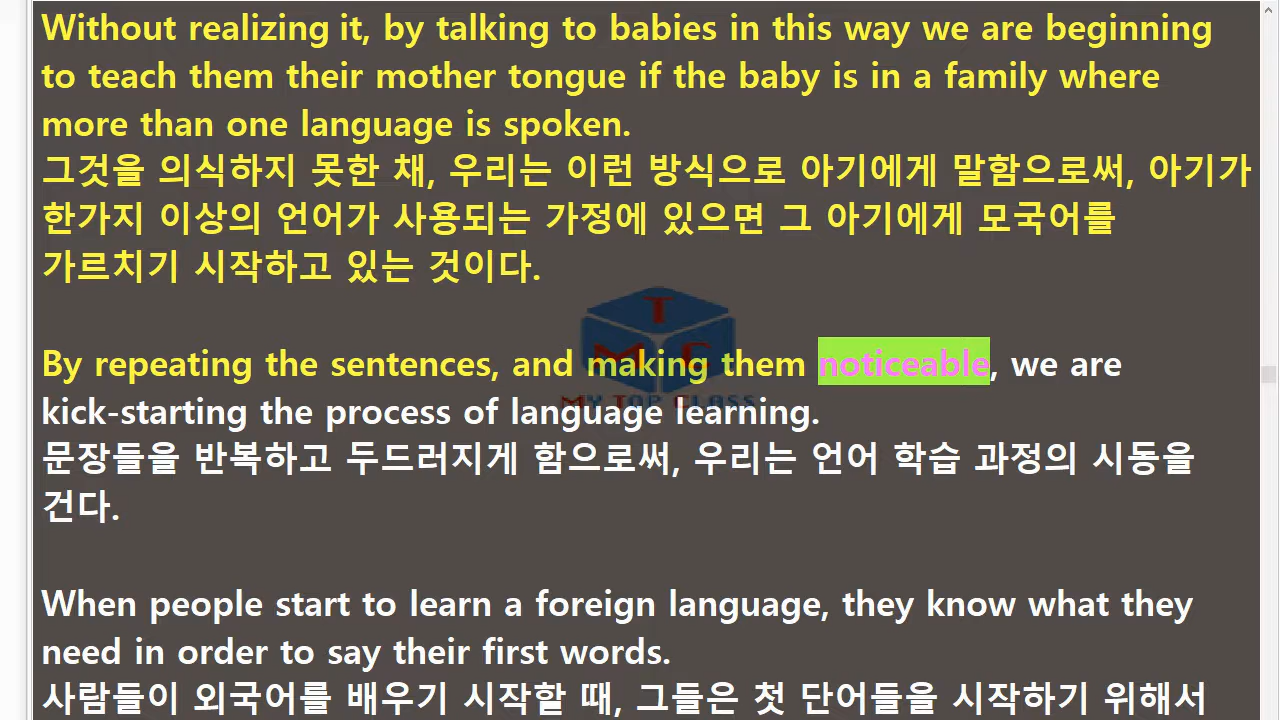 Without realizing it, by talking to babies in this way we are beginning
to teach them their mother tongue if the baby is in a family where
more than one language is spoken.
그것을 의식하지 못한 채, 우리는 이런 방식으로 아기에게 말함으로써, 아기가
한가지 이상의 언어가 사용되는 가정에 있으면 그 아기에게 모국어를
가르치기 시작하고 있는 것이다.
T
M C
By repeating the sentences, and making them noticeable, we are
MY TOP CLASS
kick-starting the process of language learning.
문장들을 반복하고 두드러지게 함으로써, 우리는 언어 학습 과정의 시동을
건다.
When people start to learn a foreign language, they know what they
need in order to say their first words.
사람들이 외국어를 배우기 시작할 때, 그들은 첫 단어들을 시작하기 위해서